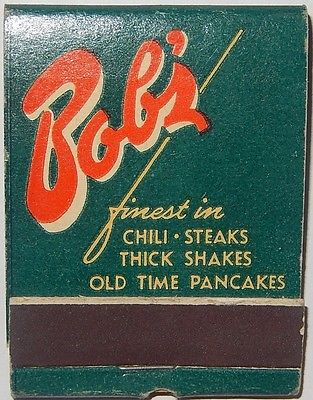 Bob's
finest in
CHILI · STEAKS
THICK SHAKES
OLD TIME PANCAKES